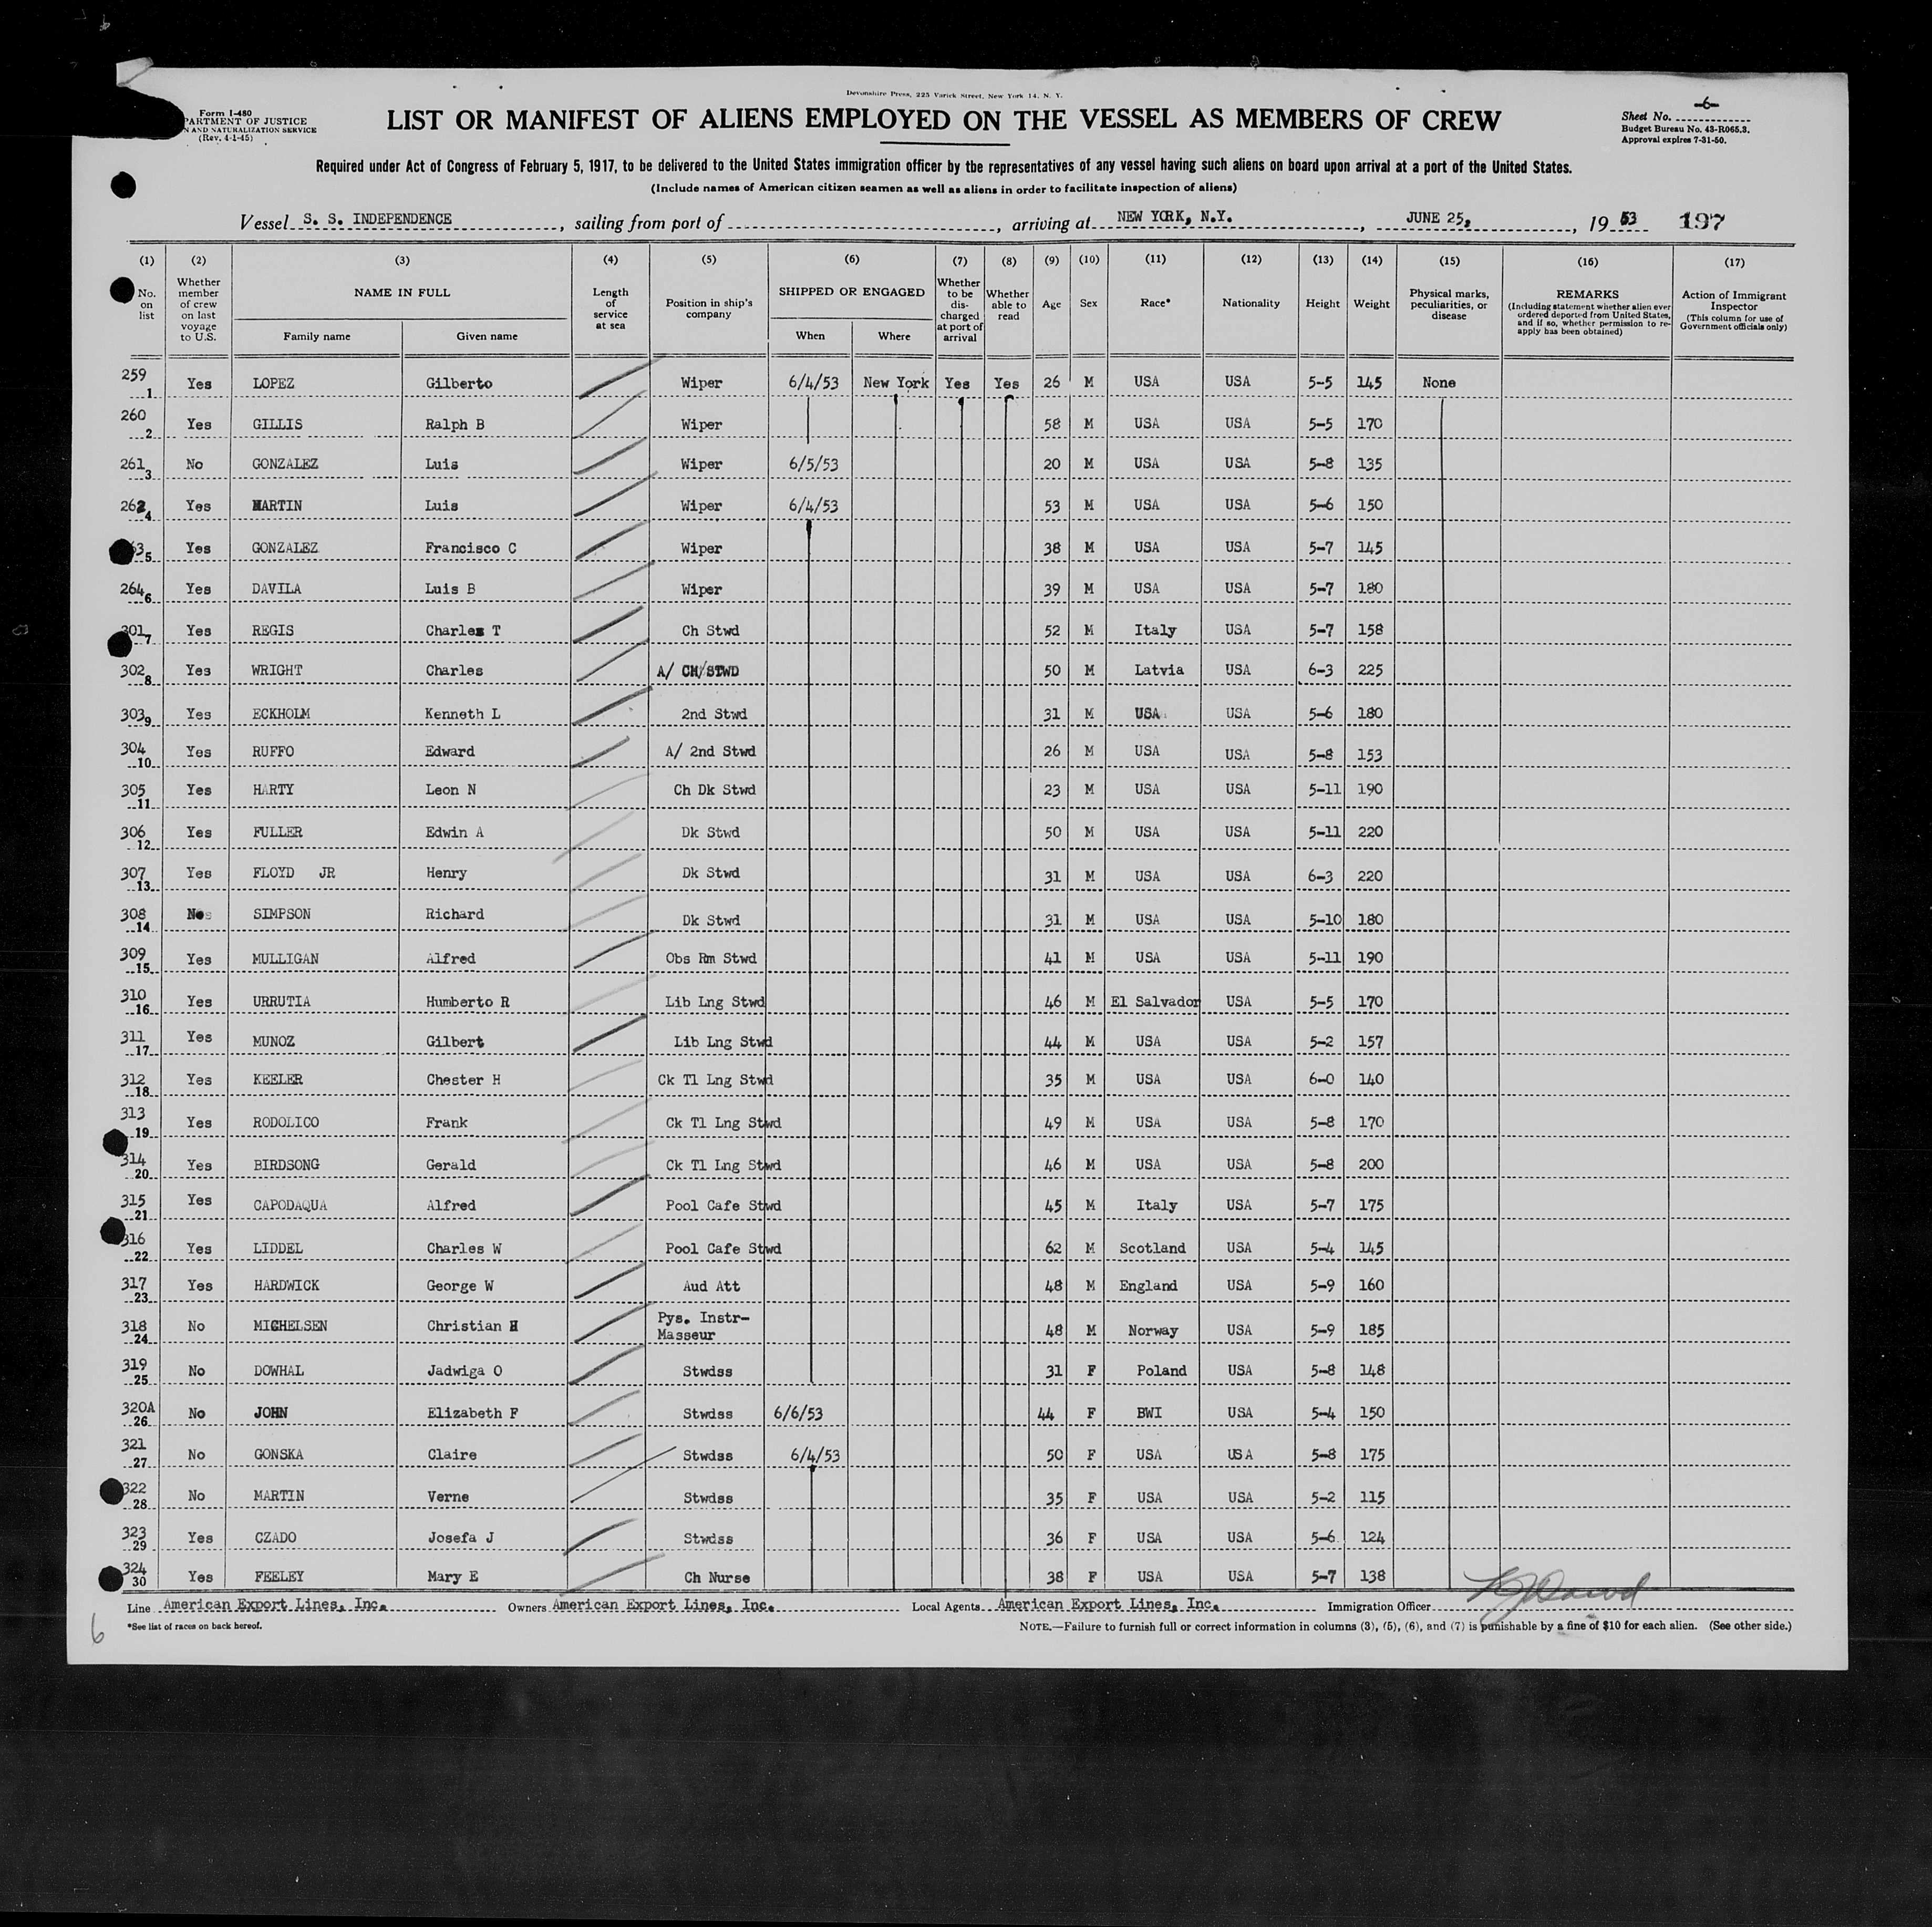 Devonshire Press, 225 Varick Street, New York 14, N. Y.
Form I-480
PARTMENT OF JUSTICE
N AND NATURALIZATION SERVICE
(Rev. 4-1-45)
LIST OR MANIFEST OF ALIENS EMPLOYED ON THE VESSEL AS MEMBERS OF CREW
Sheet No. -6-
Budget Bureau No. 43-R065.3.
Approval expires 7-31-50.
Required under Act of Congress of February 5, 1917, to be delivered to the United States immigration officer by the representatives of any vessel having such aliens on board upon arrival at a port of the United States.
(Include names of American citizen seamen as well as aliens in order to facilitate inspection of aliens)
Vessel S. S. INDEPENDENCE, sailing from port of , arriving at NEW YORK, N.Y., JUNE 25, 1953 197
(1) (2) (3) (4) (5) (6) (7) (8) (9) (10) (11) (12) (13) (14) (15) (16) (17)
No. on list
Whether member of crew on last voyage to U.S.
NAME IN FULL
Family name
Given name
Length of service at sea
Position in ship's company
SHIPPED OR ENGAGED
When
Where
Whether to be discharged at port of arrival
Whether able to read
Age
Sex
Race*
Nationality
Height
Weight
Physical marks, peculiarities, or disease
REMARKS
(Including statement whether alien ever ordered deported from United States, and if so, whether permission to reapply has been obtained)
Action of Immigrant Inspector
(This column for use of Government officials only)
259 1 Yes LOPEZ Gilberto Wiper 6/4/53 New York Yes Yes 26 M USA USA 5-5 145 None
260 2 Yes GILLIS Ralph B Wiper 58 M USA USA 5-5 170
261 3 No GONZALEZ Luis Wiper 6/5/53 20 M USA USA 5-8 135
262 4 Yes MARTIN Luis Wiper 6/4/53 53 M USA USA 5-6 150
63 5 Yes GONZALEZ Francisco C Wiper 38 M USA USA 5-7 145
264 6 Yes DAVILA Luis B Wiper 39 M USA USA 5-7 180
301 7 Yes REGIS Charles T Ch Stwd 52 M Italy USA 5-7 158
302 8 Yes WRIGHT Charles A/ CH/STWD 50 M Latvia USA 6-3 225
303 9 Yes ECKHOLM Kenneth L 2nd Stwd 31 M USA USA 5-6 180
304 10 Yes RUFFO Edward A/ 2nd Stwd 26 M USA USA 5-8 153
305 11 Yes HARTY Leon N Ch Dk Stwd 23 M USA USA 5-11 190
306 12 Yes FULLER Edwin A Dk Stwd 50 M USA USA 5-11 220
307 13 Yes FLOYD JR Henry Dk Stwd 31 M USA USA 6-3 220
308 14 No SIMPSON Richard Dk Stwd 31 M USA USA 5-10 180
309 15 Yes MULLIGAN Alfred Obs Rm Stwd 41 M USA USA 5-11 190
310 16 Yes URRUTIA Humberto R Lib Lng Stwd 46 M El Salvador USA 5-5 170
311 17 Yes MUNOZ Gilbert Lib Lng Stwd 44 M USA USA 5-2 157
312 18 Yes KEELER Chester H Ck Tl Lng Stwd 35 M USA USA 6-0 140
313 19 Yes RODOLICO Frank Ck Tl Lng Stwd 49 M USA USA 5-8 170
314 20 Yes BIRDSONG Gerald Ck Tl Lng Stwd 46 M USA USA 5-8 200
315 21 Yes CAPODAQUA Alfred Pool Cafe Stwd 45 M Italy USA 5-7 175
316 22 Yes LIDDEL Charles W Pool Cafe Stwd 62 M Scotland USA 5-4 145
317 23 Yes HARDWICK George W Aud Att 48 M England USA 5-9 160
318 24 No MICHELSEN Christian H Pys. Instr-Masseur 48 M Norway USA 5-9 185
319 25 No DOWHAL Jadwiga O Stwdss 31 F Poland USA 5-8 148
320A 26 No JOHN Elizabeth F Stwdss 6/6/53 44 F BWI USA 5-4 150
321 27 No GONSKA Claire Stwdss 6/4/53 50 F USA USA 5-8 175
322 28 No MARTIN Verne Stwdss 35 F USA USA 5-2 115
323 29 Yes CZADO Josefa J Stwdss 36 F USA USA 5-6 124
324 30 Yes FEELEY Mary E Ch Nurse 38 F USA USA 5-7 138
Line American Export Lines, Inc. Owners American Export Lines, Inc. Local Agents American Export Lines, Inc. Immigration Officer
*See list of races on back hereof.
NOTE.—Failure to furnish full or correct information in columns (3), (5), (6), and (7) is punishable by a fine of $10 for each alien. (See other side.)
6